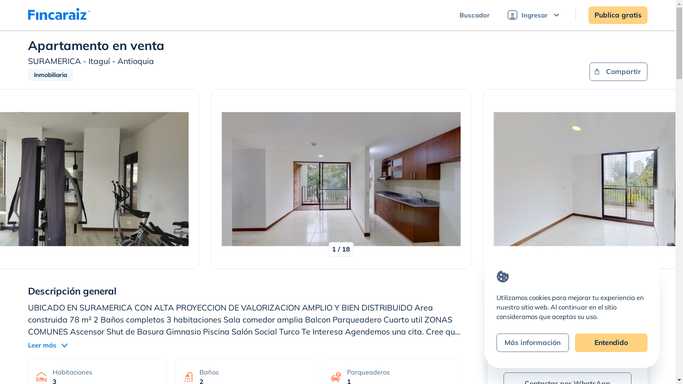 Fincaraiz
Buscador
Ingresar
Publica gratis
Apartamento en venta
SURAMERICA - Itaguí - Antioquia
Inmobiliaria
Compartir
1 / 18
Descripción general
UBICADO EN SURAMERICA CON ALTA PROYECCION DE VALORIZACION AMPLIO Y BIEN DISTRIBUIDO Area
construida 78 m² 2 Baños completos 3 habitaciones Sala comedor amplia Balcon Parqueadero Cuarto util ZONAS
COMUNES Ascensor Shut de Basura Gimnasio Piscina Salón Social Turco Te Interesa Agendemos una cita. Cree qu...
Leer más
Habitaciones
3
Baños
2
Parqueaderos
1
Utilizamos cookies para mejorar tu experiencia en
nuestro sitio web. Al continuar en el sitio
consideramos que aceptas su uso.
Más información
Entendido
Contactar por WhatsApp